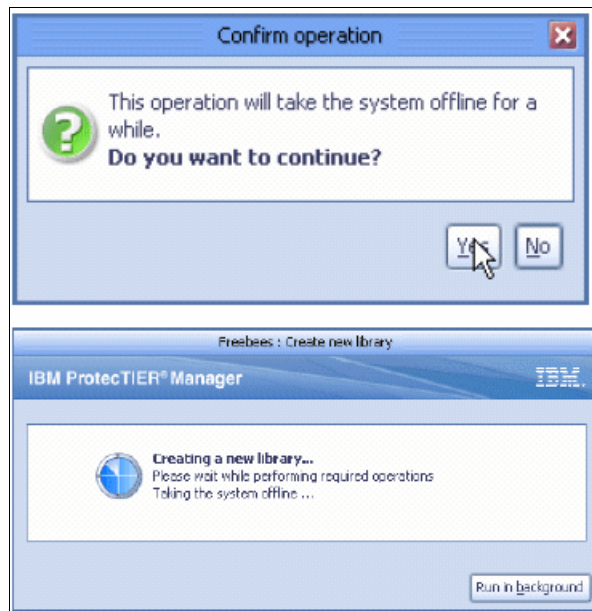 Confirm operation
This operation will take the system offline for a
while.
Do you want to continue?
Yes
No
Freebees : Create new library
IBM ProtecTIER® Manager
IBM.
Creating a new library...
Please wait while performing required operations
Taking the system offline ...
Run in background